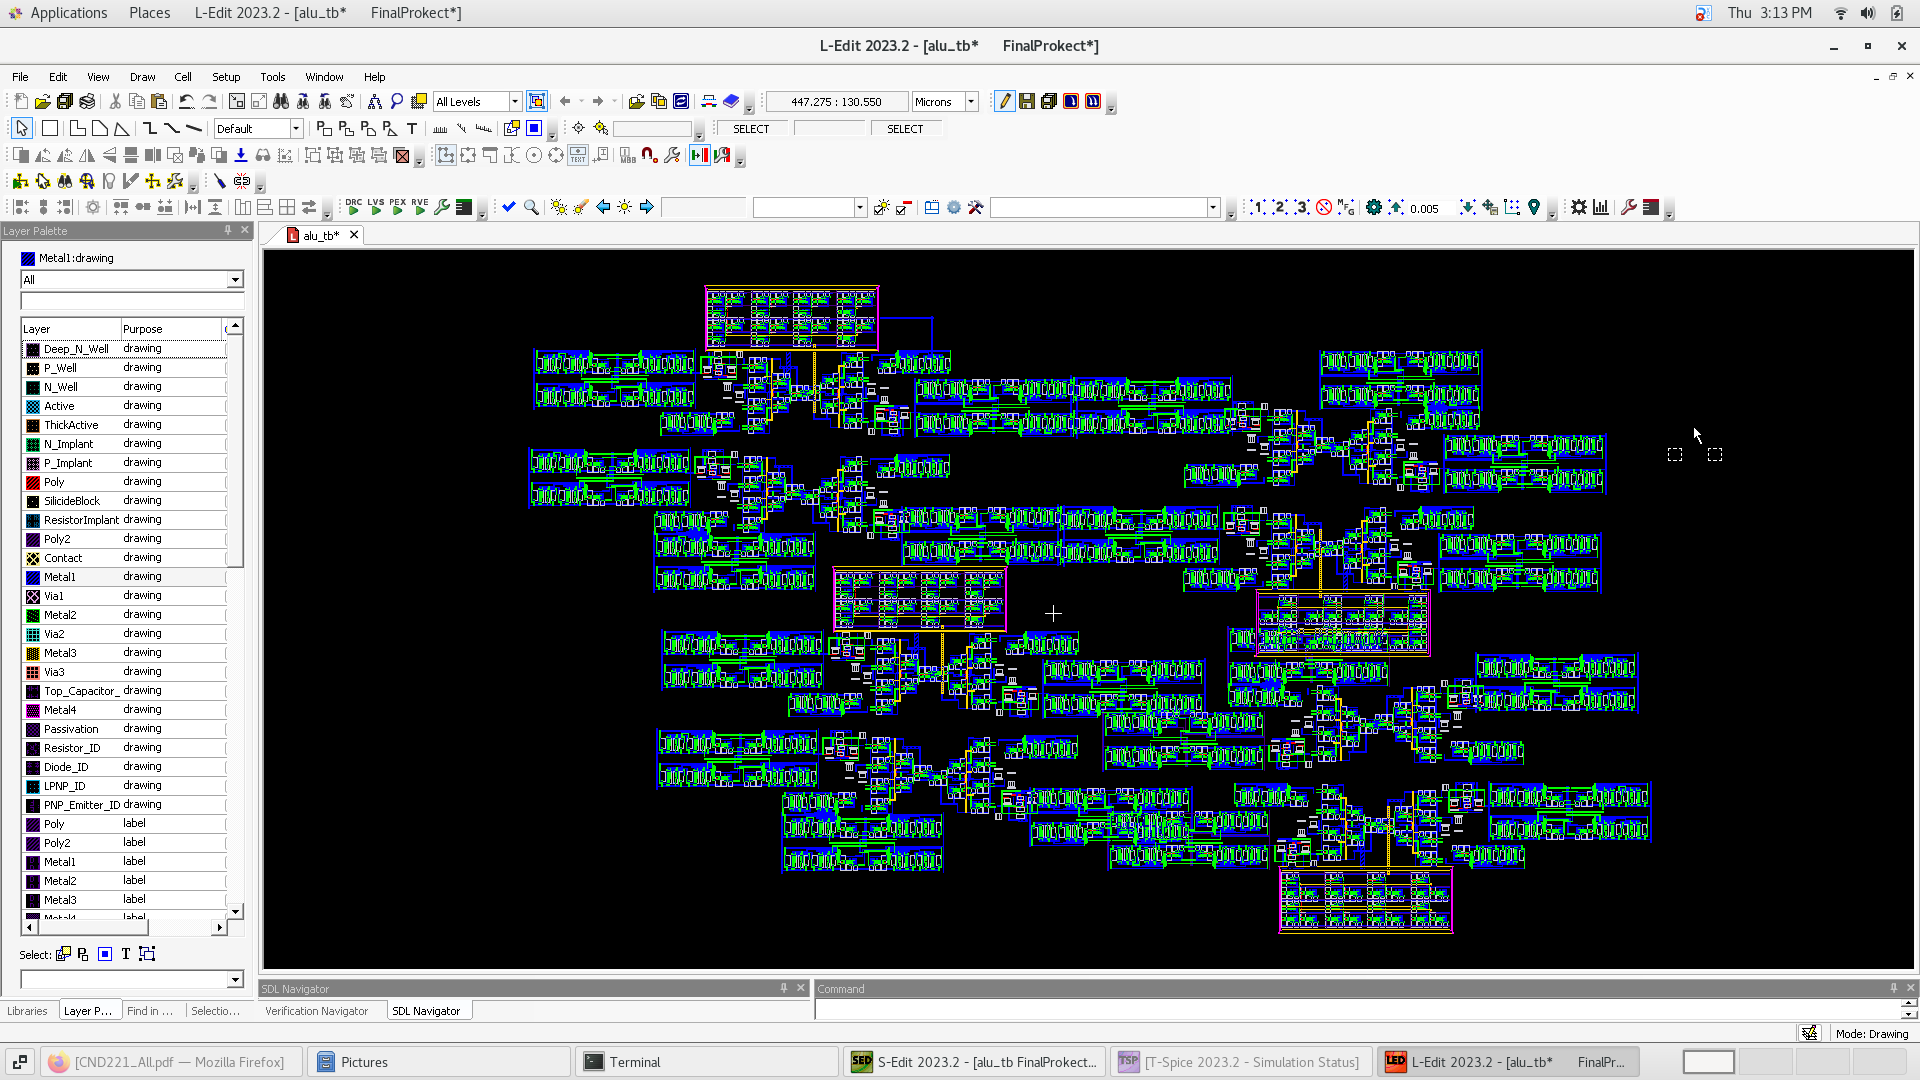 Applications Places L-Edit 2023.2 - [alu_tb* FinalProkect*] Thu 3:13 PM
L-Edit 2023.2 - [alu_tb* FinalProkect*]
File Edit View Draw Cell Setup Tools Window Help
All Levels 447.275 : 130.550 Microns
Default SELECT SELECT
DRC LVS PEX RVE 0.005
Layer Palette
alu_tb*
Metal1:drawing
All
Layer Purpose
Deep_N_Well drawing
P_Well drawing
N_Well drawing
Active drawing
ThickActive drawing
N_Implant drawing
P_Implant drawing
Poly drawing
SilicideBlock drawing
ResistorImplant drawing
Poly2 drawing
Contact drawing
Metal1 drawing
Via1 drawing
Metal2 drawing
Via2 drawing
Metal3 drawing
Via3 drawing
Top_Capacitor_ drawing
Metal4 drawing
Passivation drawing
Resistor_ID drawing
Diode_ID drawing
LPNP_ID drawing
PNP_Emitter_ID drawing
Poly label
Poly2 label
Metal1 label
Metal2 label
Metal3 label
Metal4 label
Select:
SDL Navigator Command
Libraries Layer P... Find in ... Selectio... Verification Navigator SDL Navigator
Mode: Drawing
[CND221_All.pdf — Mozilla Firefox] Pictures Terminal S-Edit 2023.2 - [alu_tb FinalProkect... [T-Spice 2023.2 - Simulation Status] L-Edit 2023.2 - [alu_tb* FinalPr...